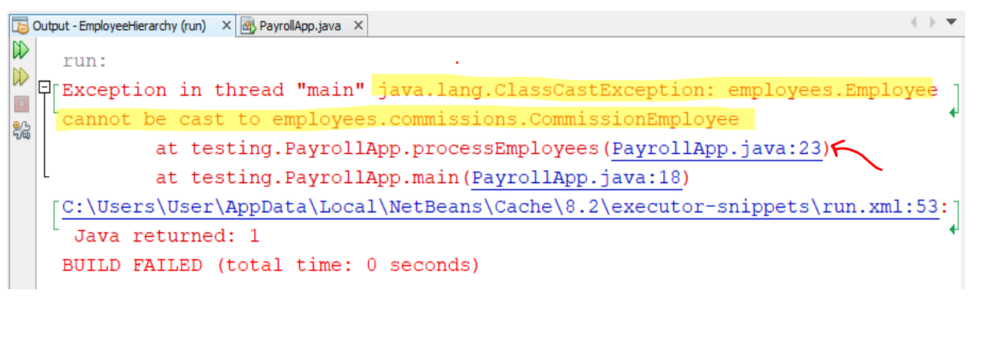 Output - EmployeeHierarchy (run) PayrollApp.java
run:
Exception in thread "main" java.lang.ClassCastException: employees.Employee
cannot be cast to employees.commissions.CommissionEmployee
at testing.PayrollApp.processEmployees(PayrollApp.java:23)
at testing.PayrollApp.main(PayrollApp.java:18)
C:\Users\User\AppData\Local\NetBeans\Cache\8.2\executor-snippets\run.xml:53:
Java returned: 1
BUILD FAILED (total time: 0 seconds)